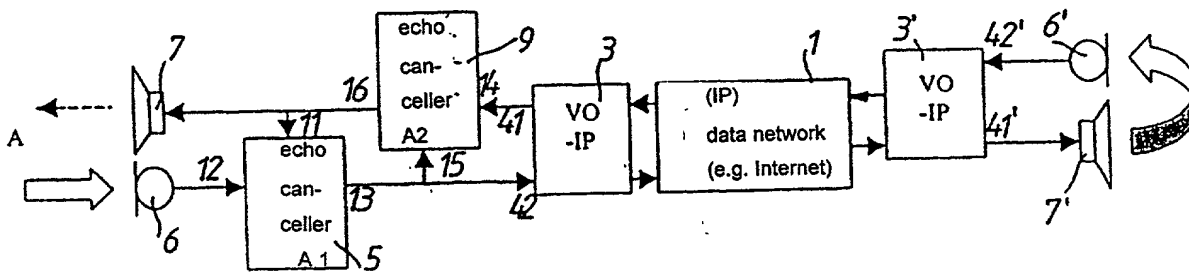 echo
can-
celler
A2
9
7
16
14
41
3
VO
-IP
1
(IP)
data network
(e.g. Internet)
3'
VO
-IP
42'
6'
41'
7'
A
11
12
6
echo
can-
celler
A 1
5
13
15
42